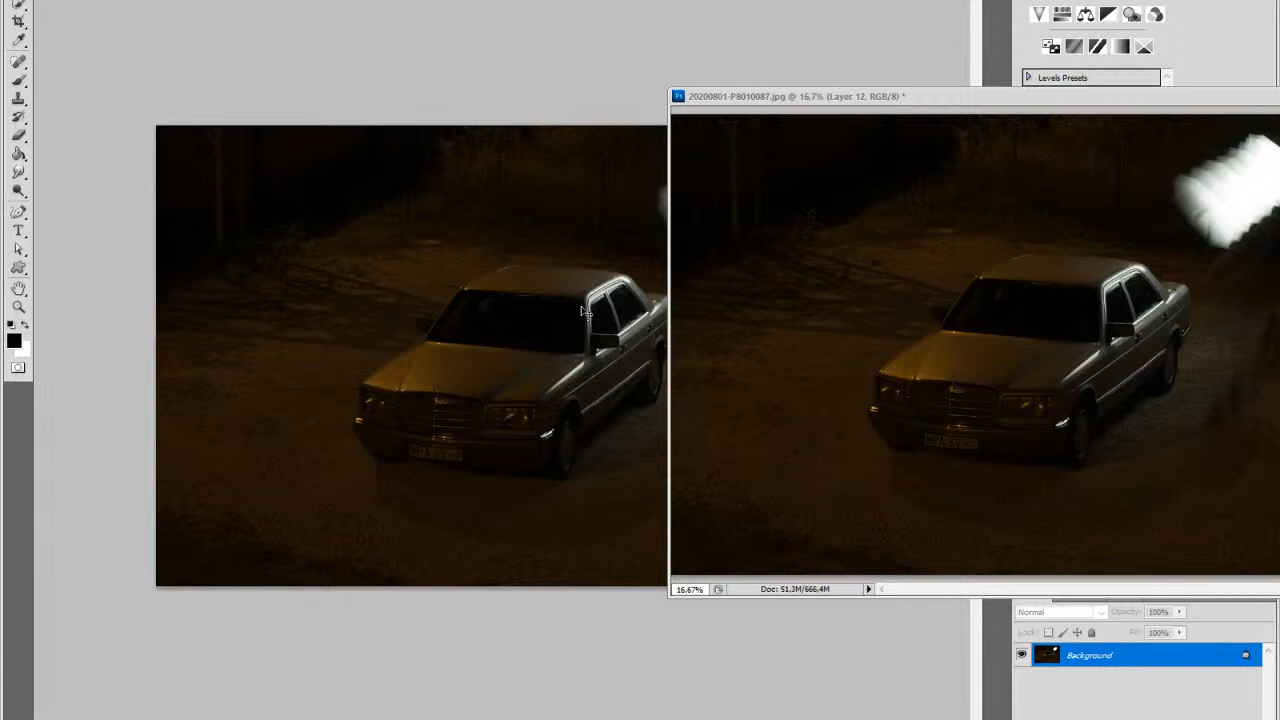 Levels Presets
20200801-P8010087.jpg @ 16,7% (Layer 12, RGB/8) *
16,67%
Doc: 51,3M/666,4M
Normal
Opacity: 100%
Lock:
Fill: 100%
Background